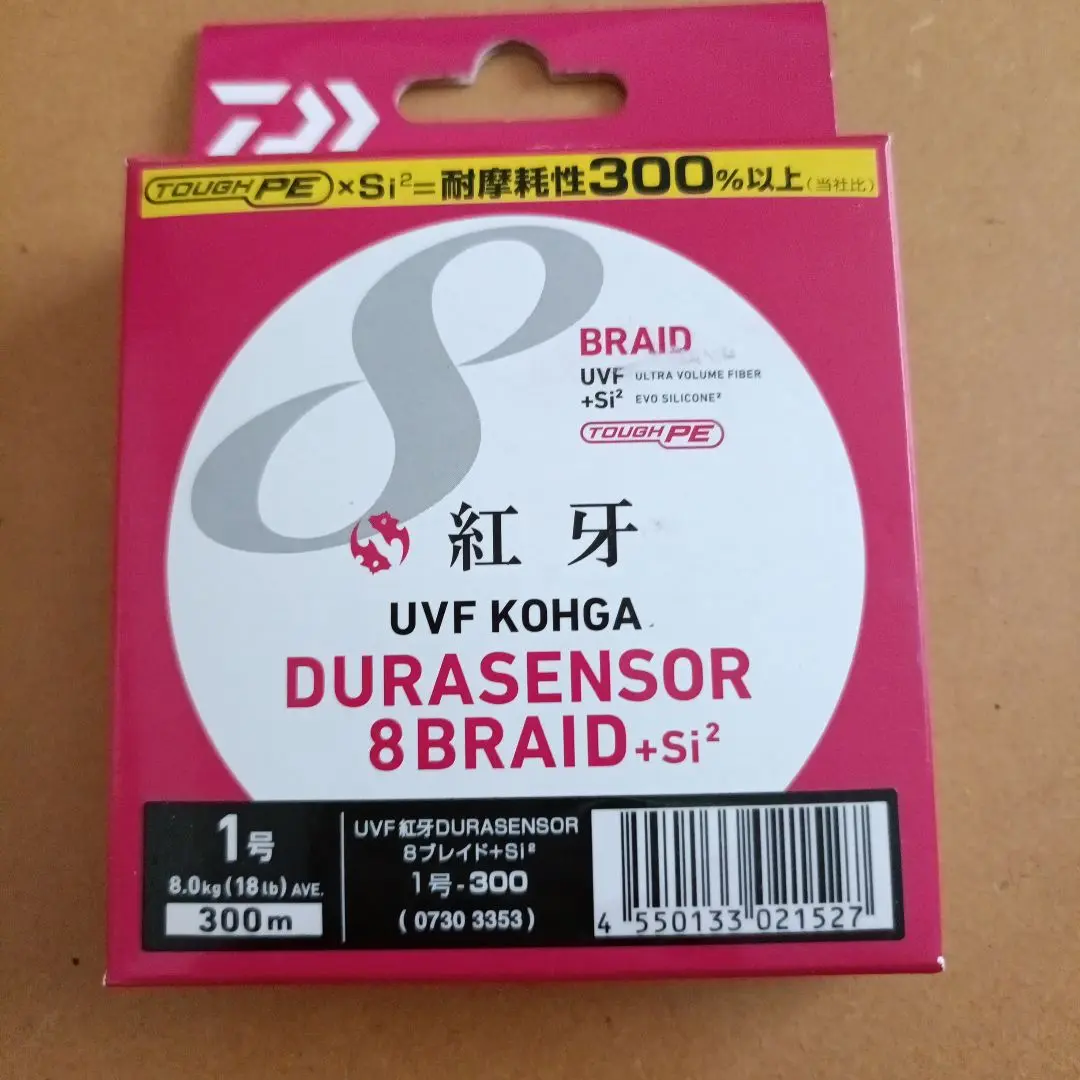 TOUGH PE × Si²=耐摩耗性300%以上(当社比)
8
BRAID
UVF ULTRA VOLUME FIBER
+Si² EVO SILICONE²
TOUGH PE
紅牙
UVF KOHGA
DURASENSOR
8BRAID+Si²
1号
8.0kg(18lb)AVE.
300m
UVF紅牙DURASENSOR
8ブレイド+Si²
1号-300
(0730 3353)
4 550133 021527